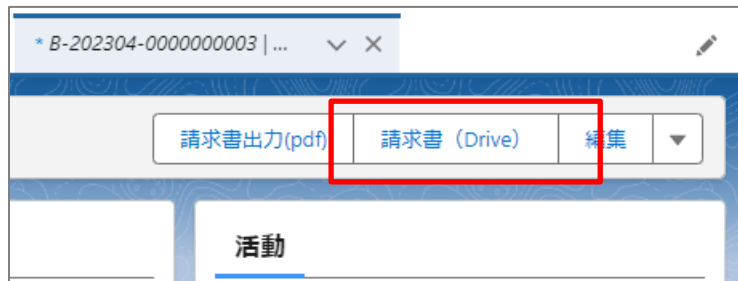 * B-202304-0000000003 | ...
請求書出力(pdf) 請求書（Drive） 編集
活動